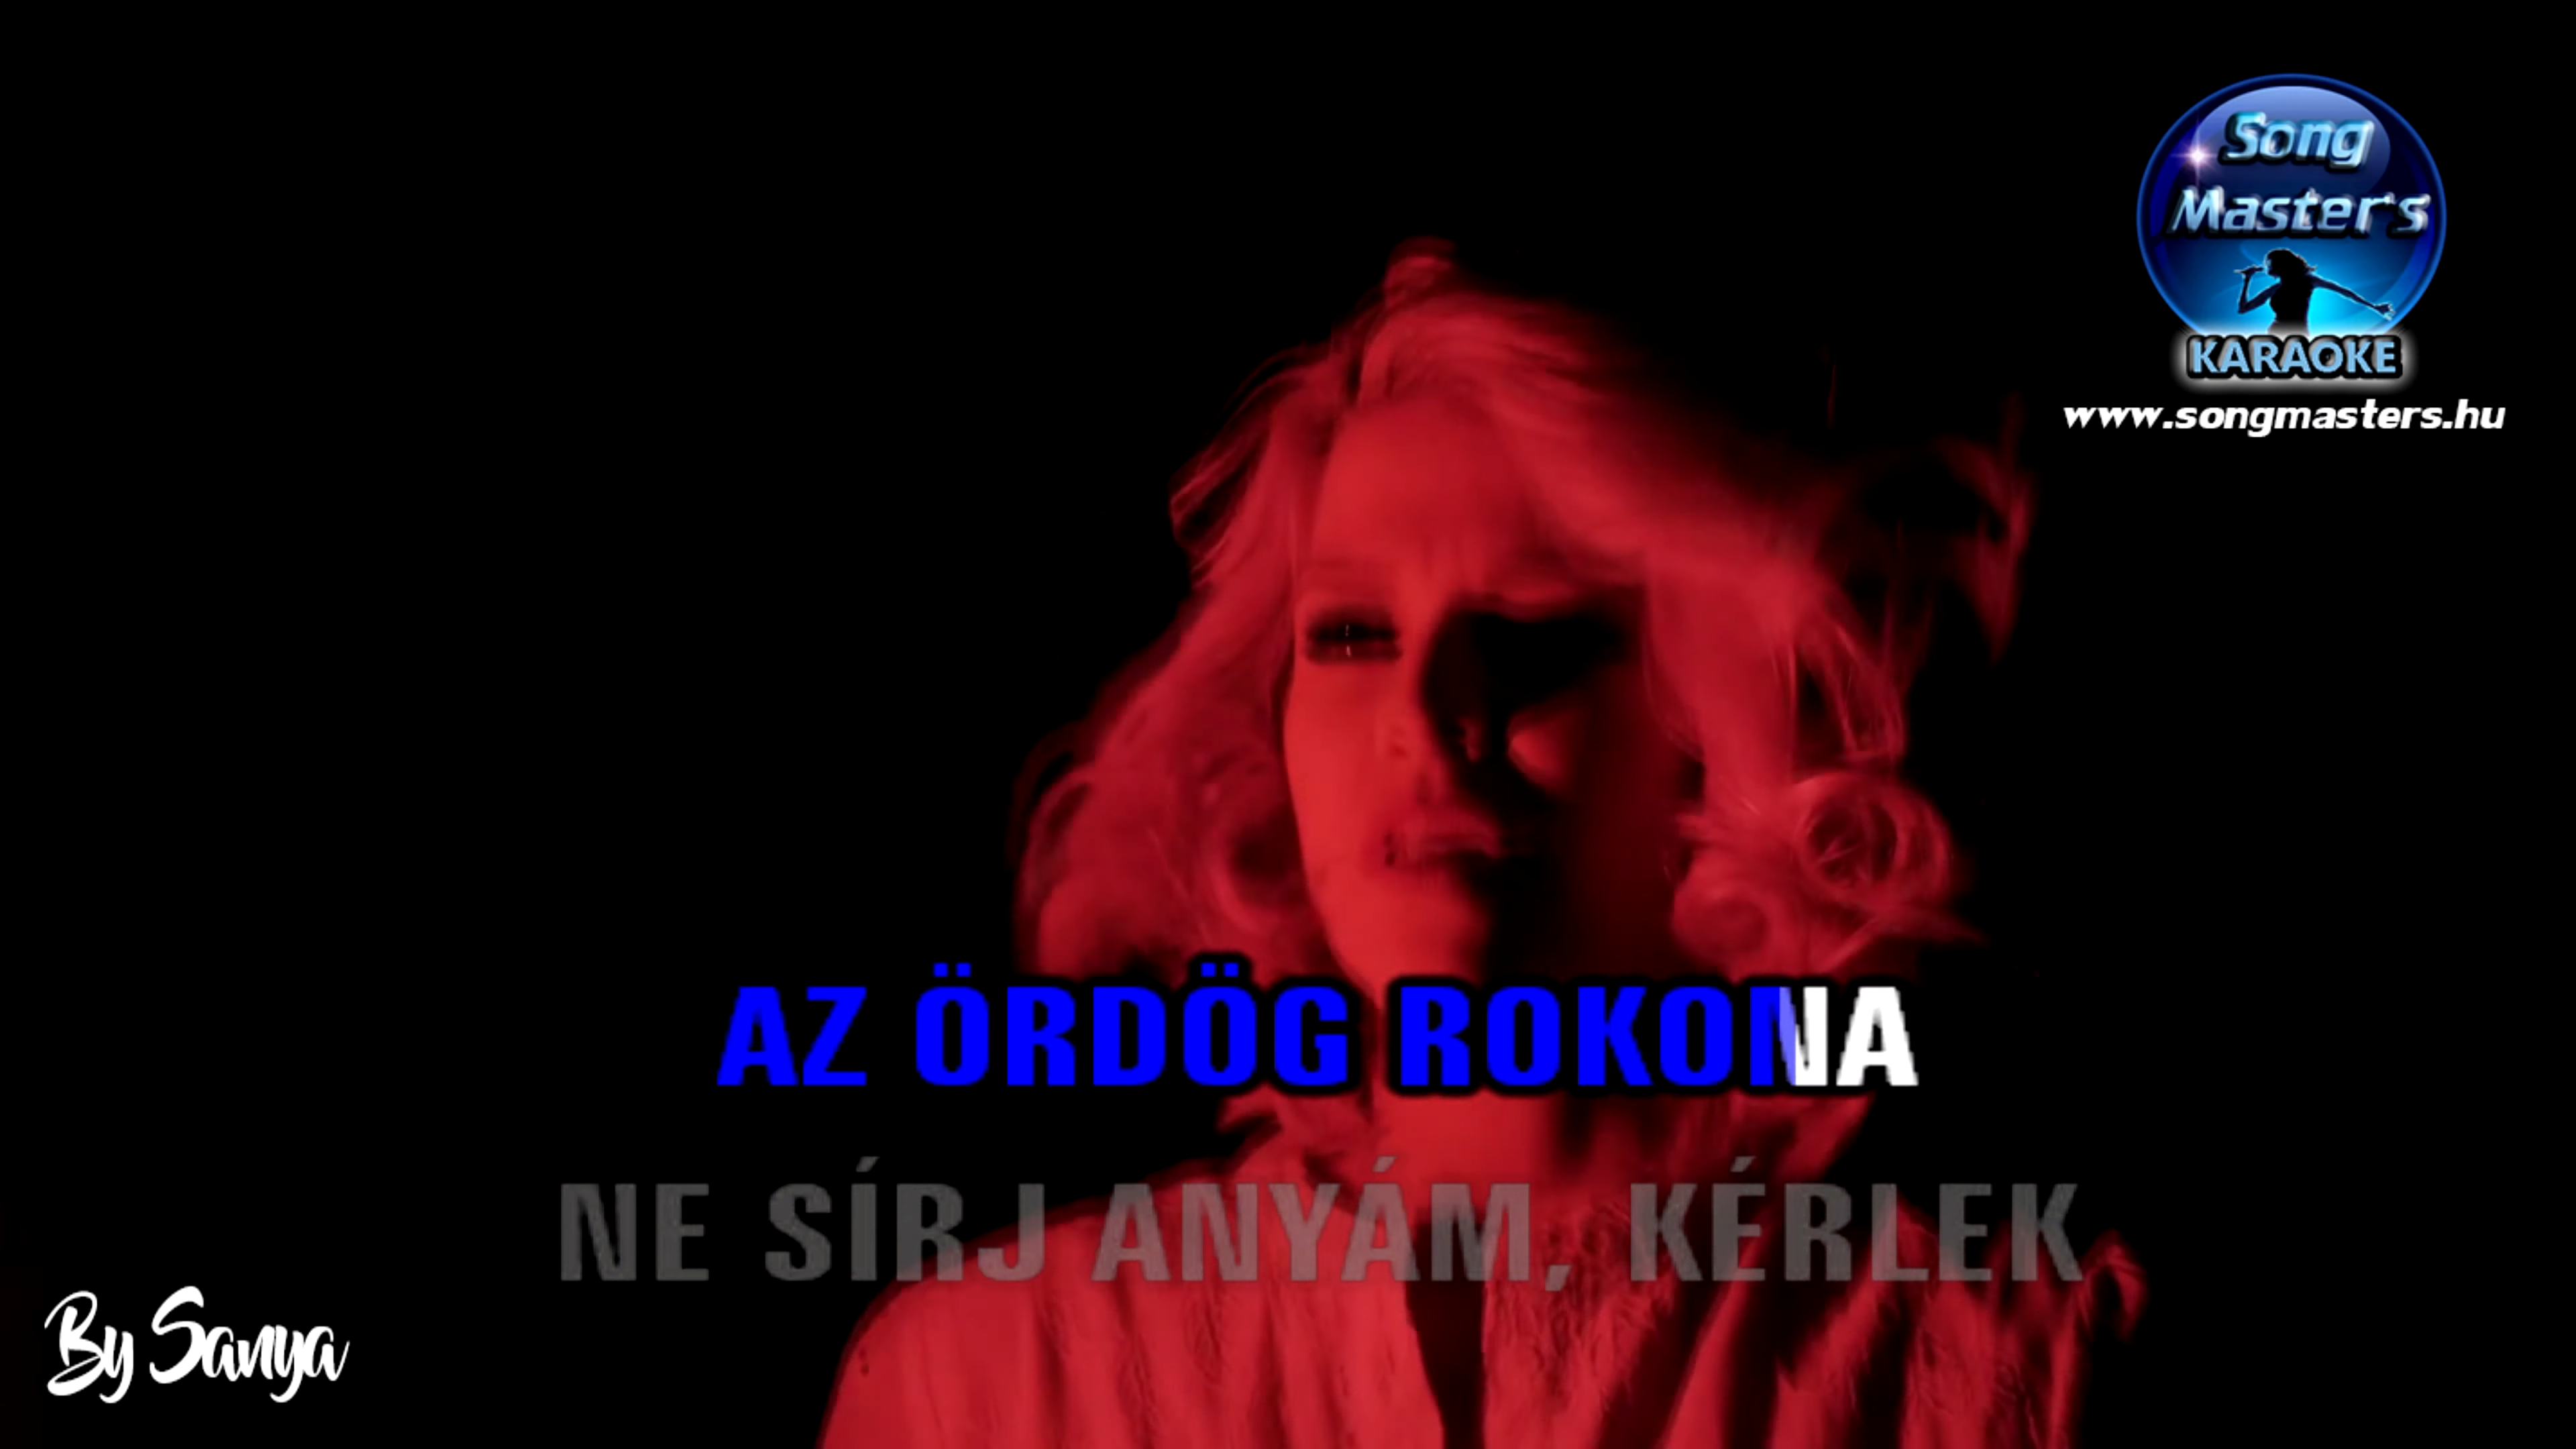 Song
Master's
KARAOKE
www.songmasters.hu
AZ ÖRDÖG ROKONA
NE SÍRJ ANYÁM, KÉRLEK
By Sanya